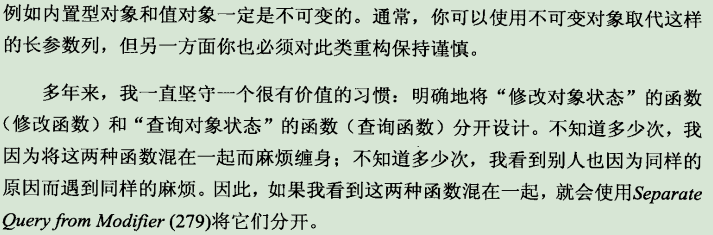 例如内置型对象和值对象一定是不可变的。通常，你可以使用不可变对象取代这样
的长参数列，但另一方面你也必须对此类重构保持谨慎。
多年来，我一直坚守一个很有价值的习惯：明确地将“修改对象状态”的函数
（修改函数）和“查询对象状态”的函数（查询函数）分开设计。不知道多少次，我
因为将这两种函数混在一起而麻烦缠身；不知道多少次，我看到别人也因为同样的
原因而遇到同样的麻烦。因此，如果我看到这两种函数混在一起，就会使用Separate
Query from Modifier (279)将它们分开。